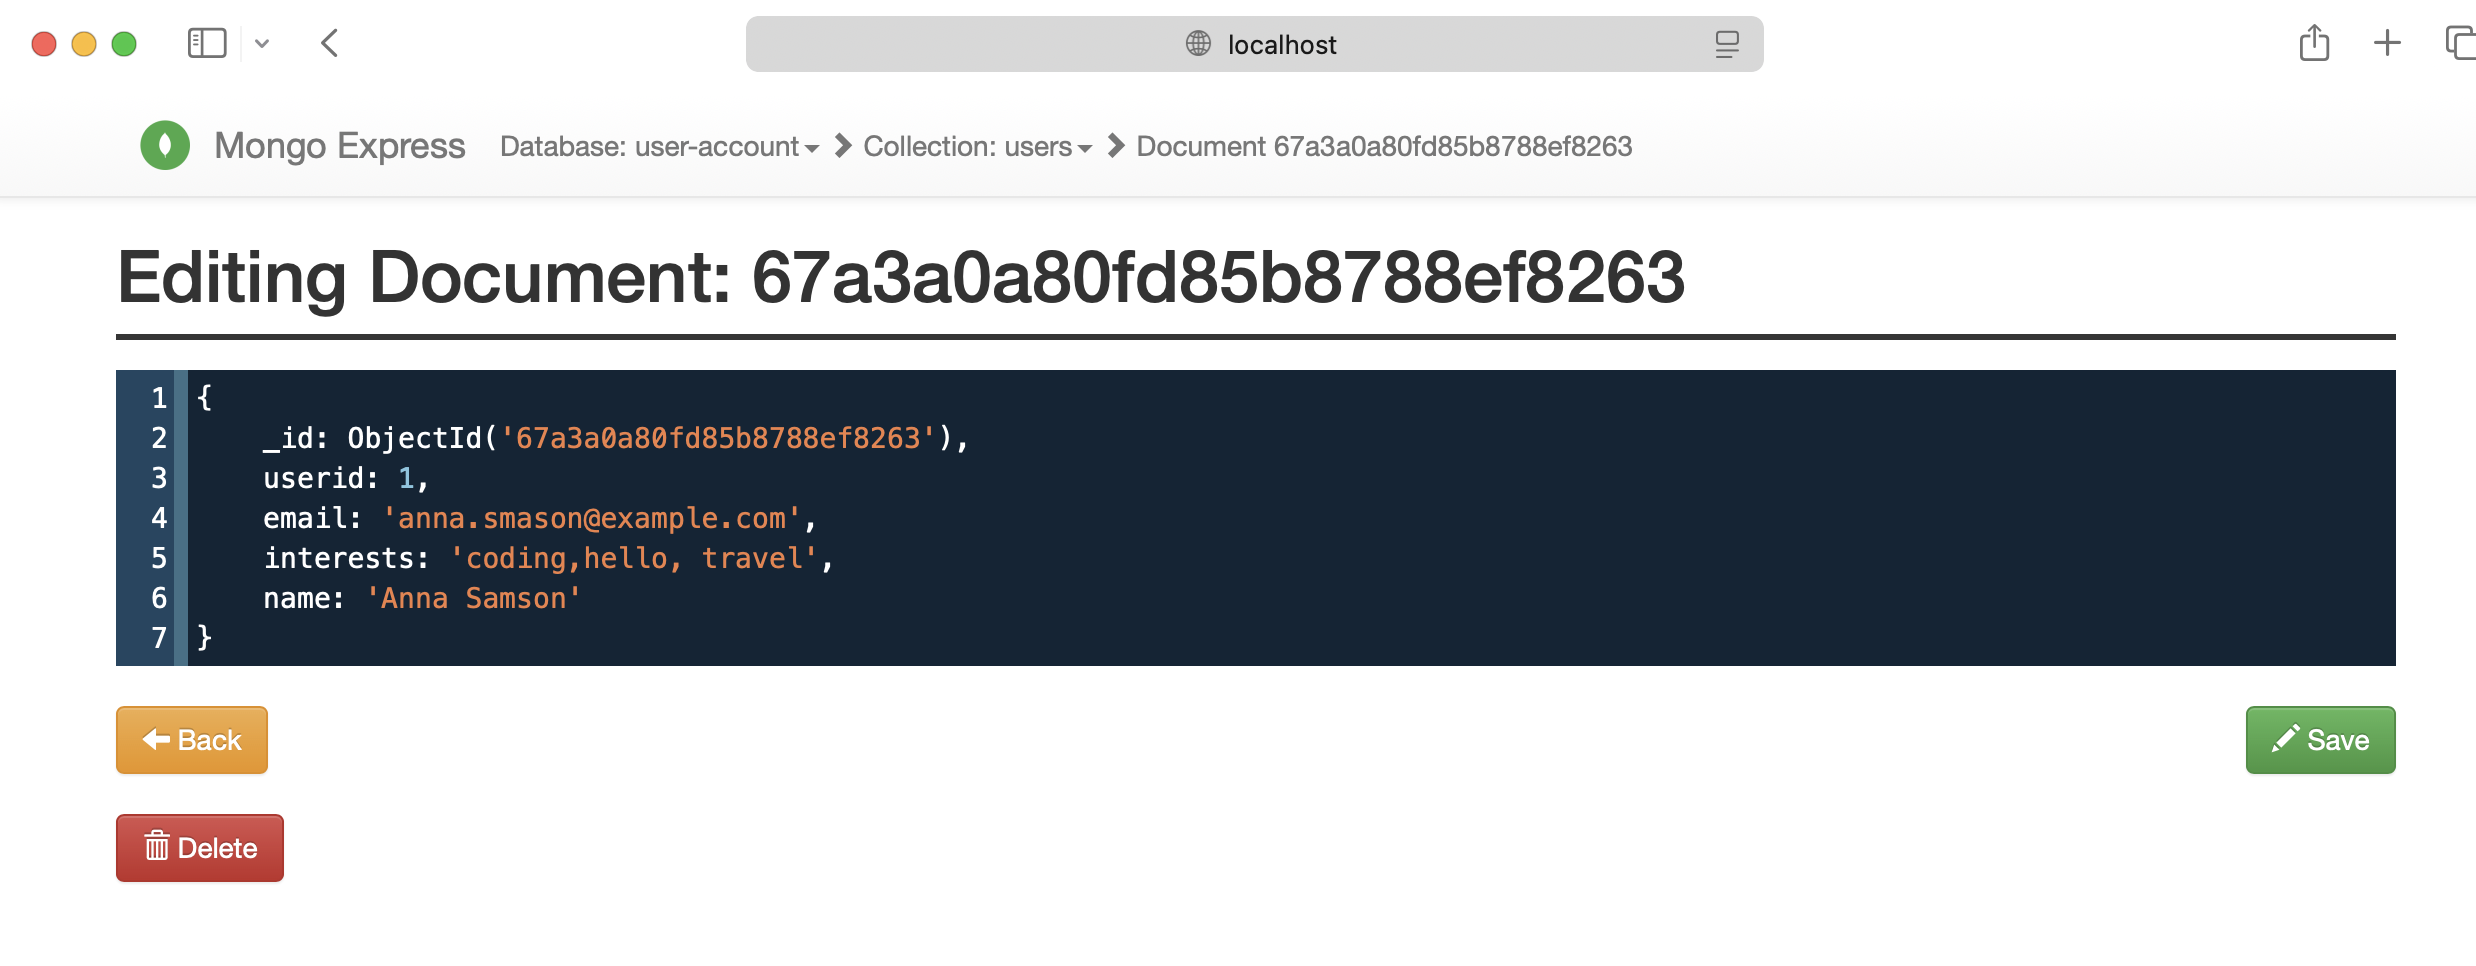 localhost
Mongo Express Database: user-account Collection: users Document 67a3a0a80fd85b8788ef8263
Editing Document: 67a3a0a80fd85b8788ef8263
1 {
2 _id: ObjectId('67a3a0a80fd85b8788ef8263'),
3 userid: 1,
4 email: 'anna.smason@example.com',
5 interests: 'coding,hello, travel',
6 name: 'Anna Samson'
7 }
Back
Save
Delete